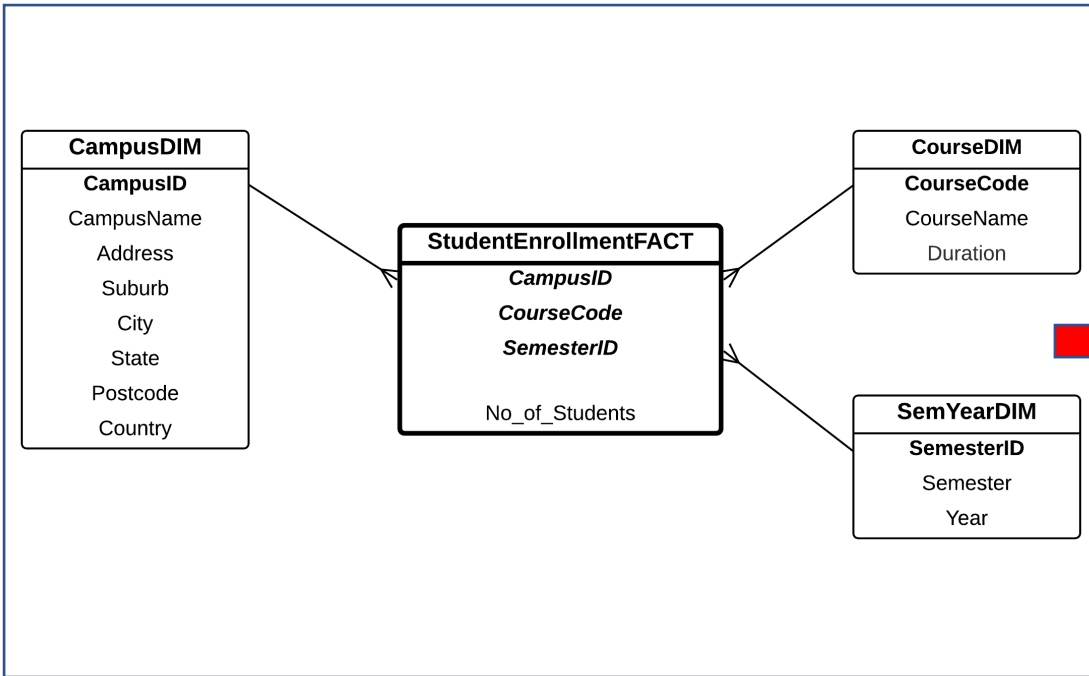 CampusDIM
CampusID
CampusName
Address
Suburb
City
State
Postcode
Country
StudentEnrollmentFACT
CampusID
CourseCode
SemesterID
No_of_Students
CourseDIM
CourseCode
CourseName
Duration
SemYearDIM
SemesterID
Semester
Year